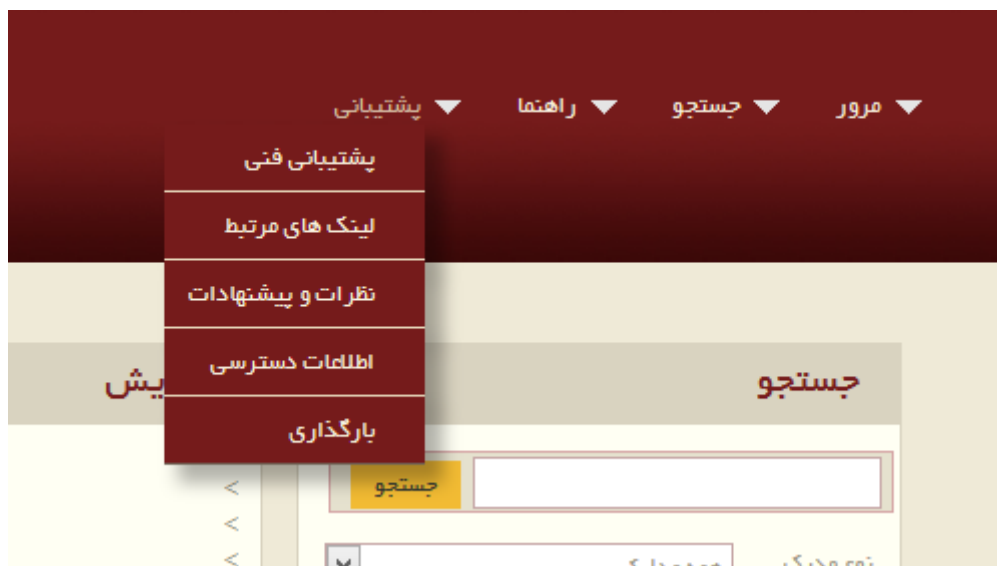 مرور جستجو راهنما پشتیبانی
پشتیبانی فنی
لینک های مرتبط
نظرات و پیشنهادات
اطلاعات دسترسی
بارگذاری
جستجو
جستجو